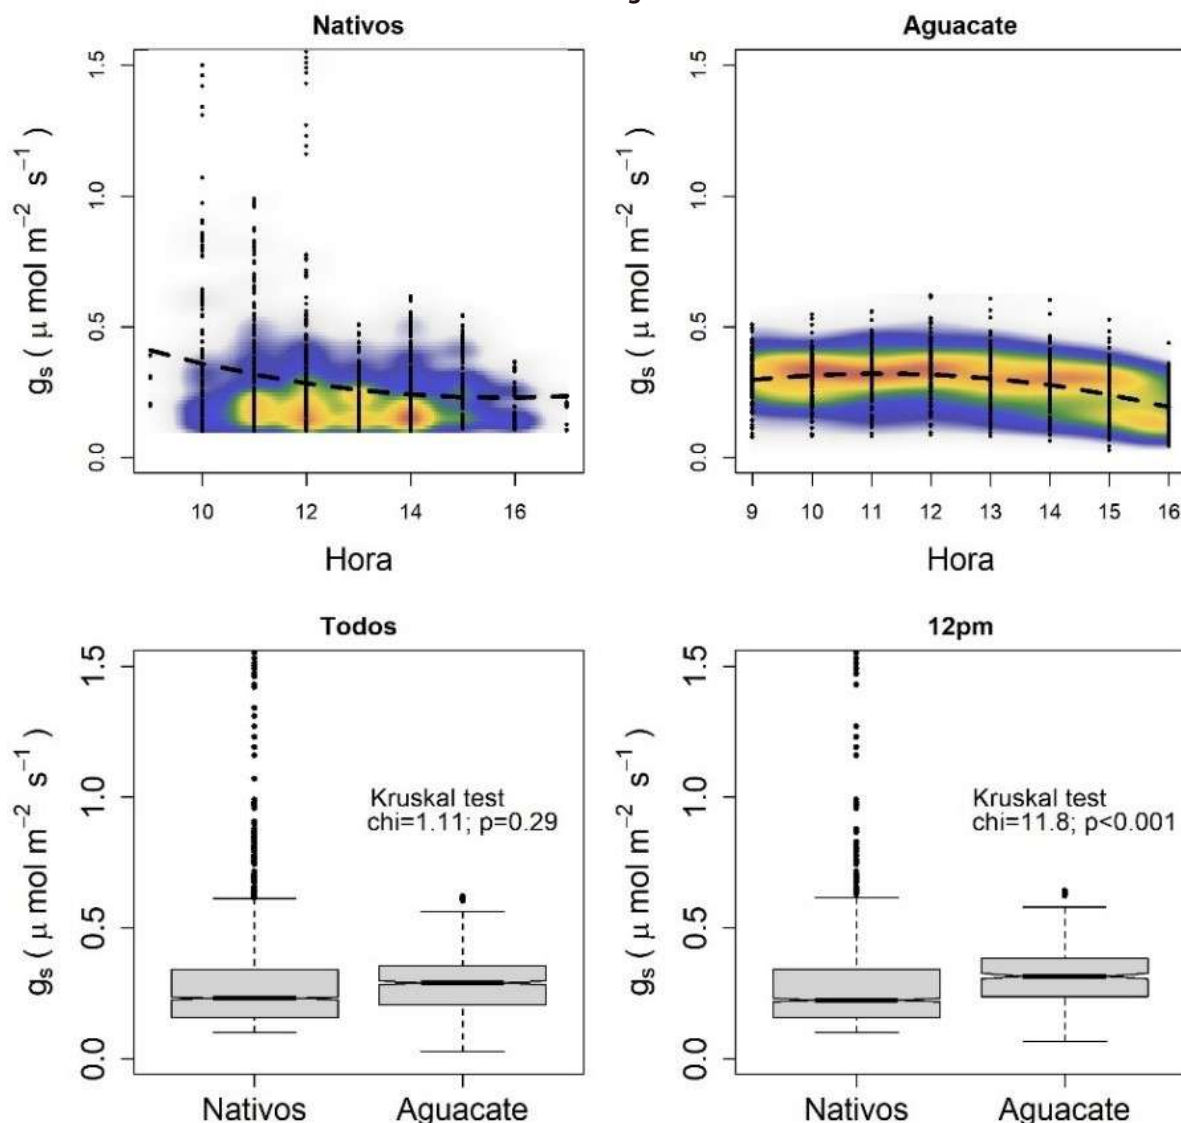 Nativos
gs ( μ mol m−2 s−1 )
1.5
1.0
0.5
0.0
10
12
14
16
Hora
Aguacate
gs ( μ mol m−2 s−1 )
1.5
1.0
0.5
0.0
9
10
11
12
13
14
15
16
Hora
Todos
gs ( μ mol m−2 s−1 )
1.5
1.0
0.5
0.0
Kruskal test
chi=1.11; p=0.29
Nativos
Aguacate
12pm
gs ( μ mol m−2 s−1 )
1.5
1.0
0.5
0.0
Kruskal test
chi=11.8; p<0.001
Nativos
Aguacate